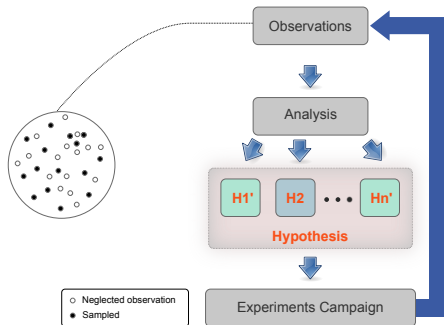 Observations
Analysis
H1' H2 • • • Hn'
Hypothesis
Experiments Campaign
Neglected observation
Sampled